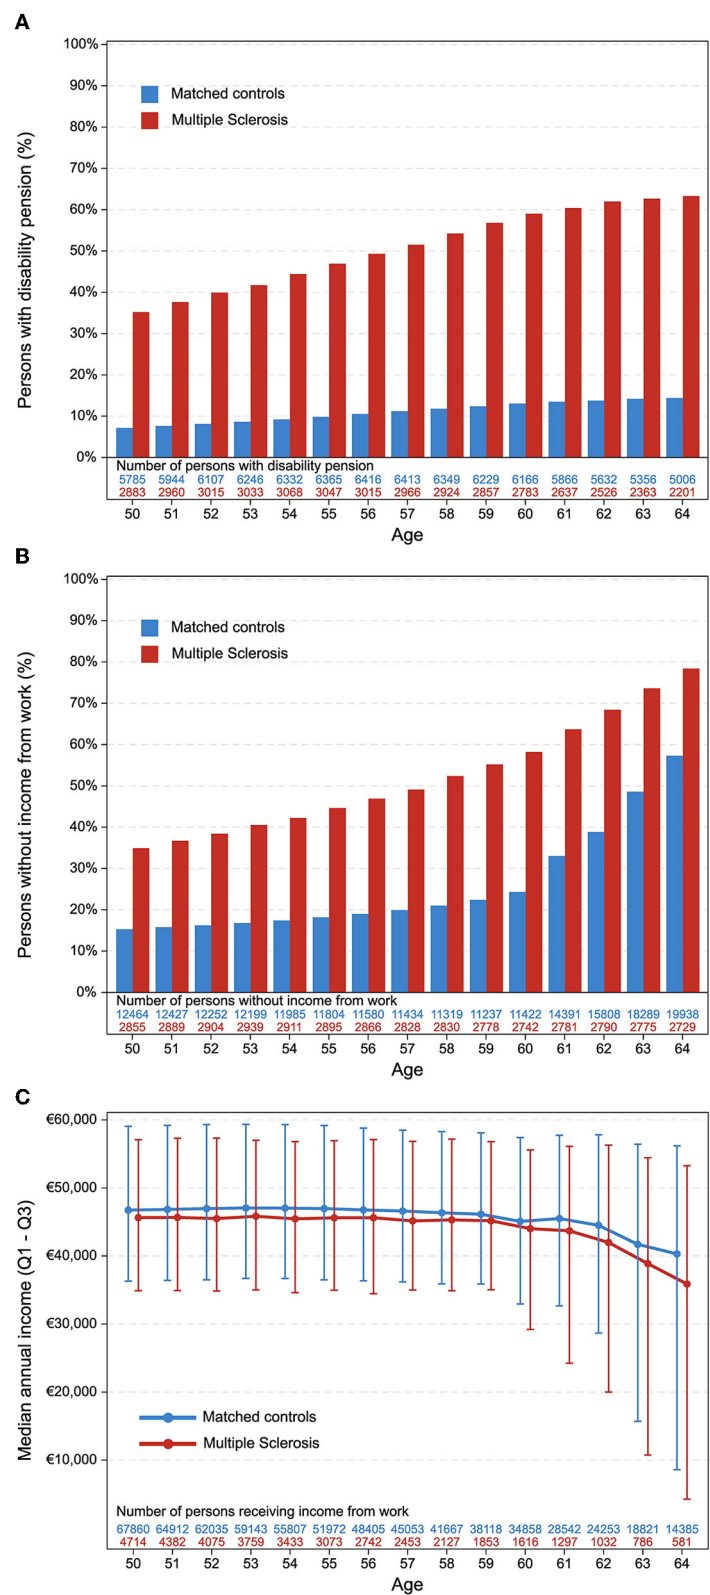 A
Persons with disability pension (%)
100%
90%
80%
70%
60%
50%
40%
30%
20%
10%
0%
Matched controls
Multiple Sclerosis
Number of persons with disability pension
5785 5944 6107 6246 6332 6365 6416 6413 6349 6229 6166 5866 5632 5356 5006
2883 2960 3015 3033 3068 3047 3015 2966 2924 2857 2783 2637 2526 2363 2201
50 51 52 53 54 55 56 57 58 59 60 61 62 63 64
Age
B
Persons without income from work (%)
100%
90%
80%
70%
60%
50%
40%
30%
20%
10%
0%
Matched controls
Multiple Sclerosis
Number of persons without income from work
12464 12427 12252 12199 11985 11804 11580 11434 11319 11237 11422 14391 15808 18289 19938
2855 2889 2904 2939 2911 2895 2866 2828 2830 2778 2742 2781 2790 2775 2729
50 51 52 53 54 55 56 57 58 59 60 61 62 63 64
Age
C
Median annual income (Q1 - Q3)
€60,000
€50,000
€40,000
€30,000
€20,000
€10,000
Matched controls
Multiple Sclerosis
Number of persons receiving income from work
67860 64912 62035 59143 55807 51972 48405 45053 41667 38118 34858 28542 24253 18821 14385
4714 4382 4075 3759 3433 3073 2742 2453 2127 1853 1616 1297 1032 786 581
50 51 52 53 54 55 56 57 58 59 60 61 62 63 64
Age